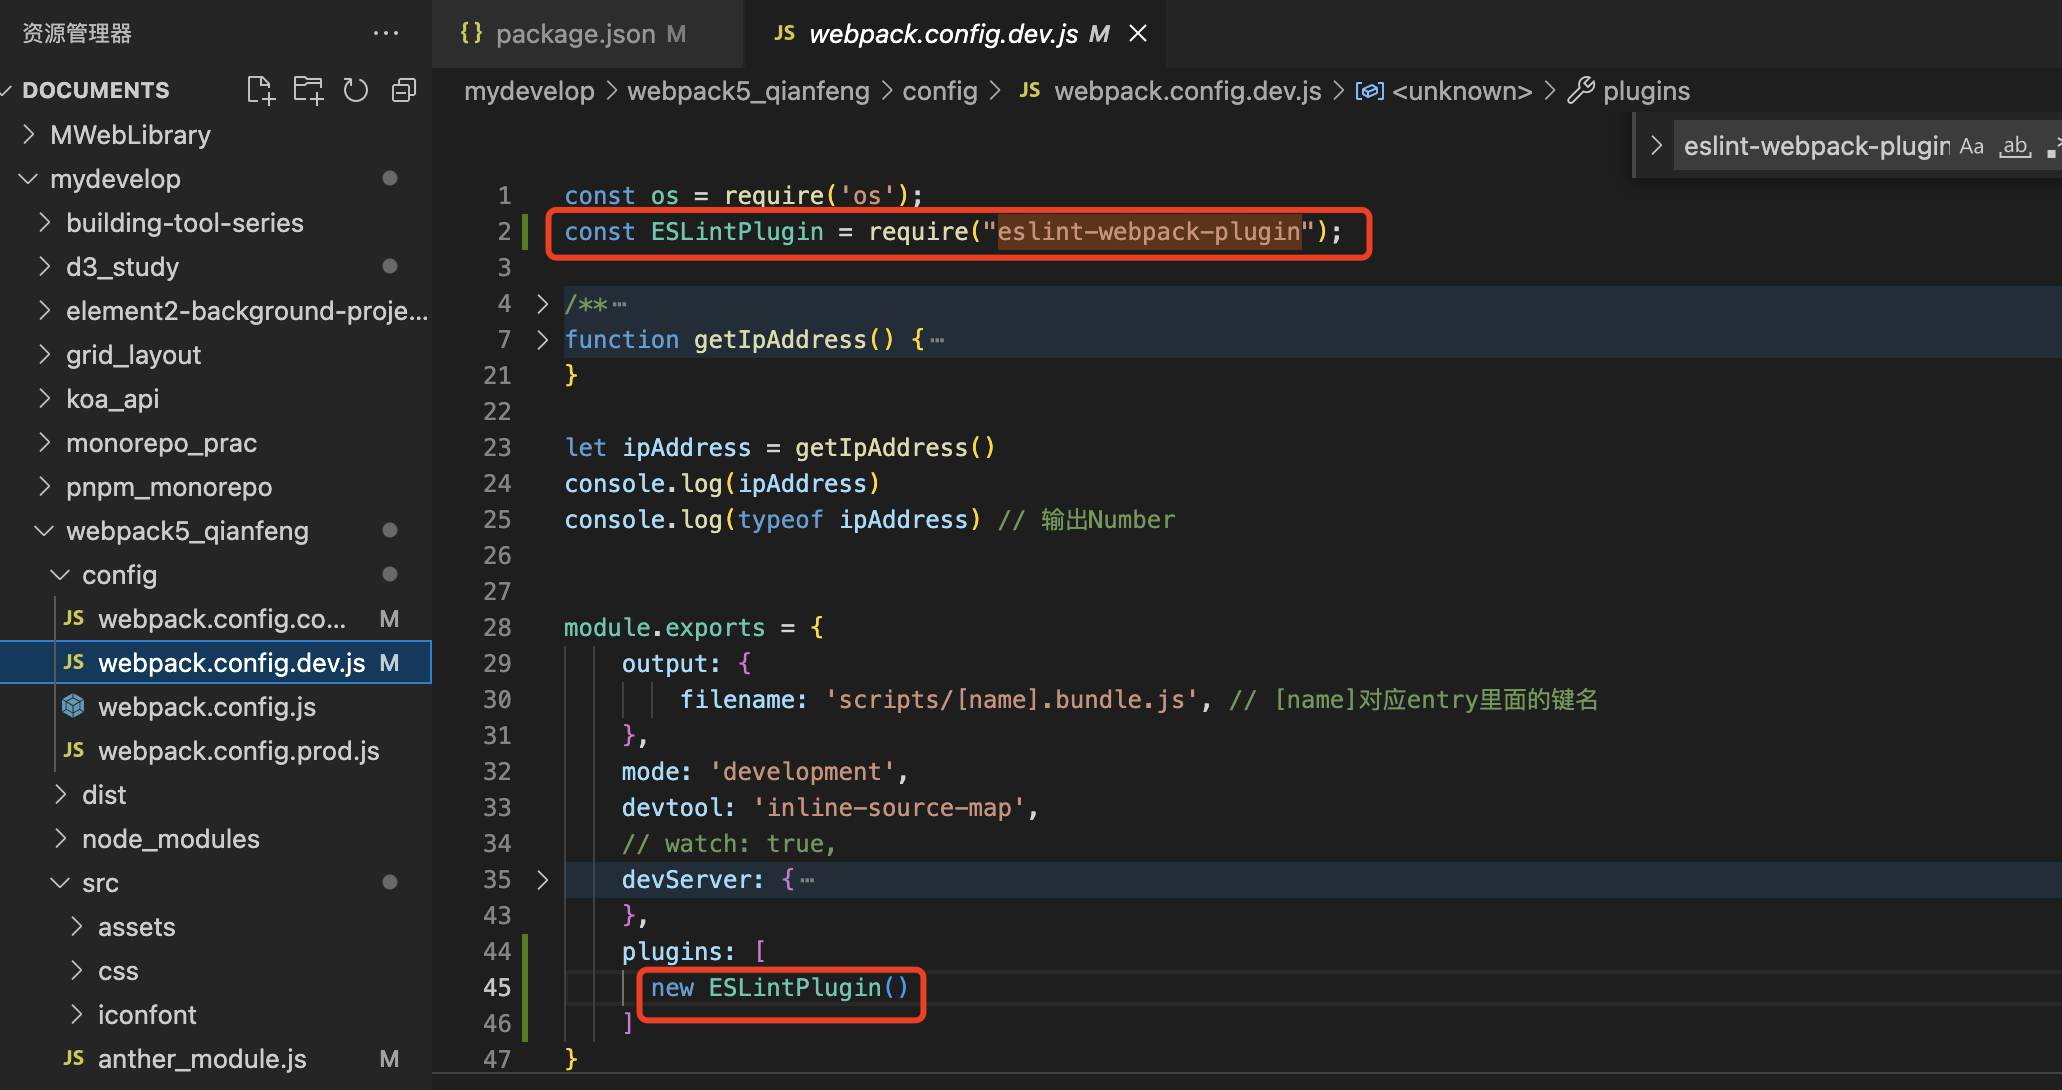 资源管理器 ···
DOCUMENTS
MWebLibrary
mydevelop
building-tool-series
d3_study
element2-background-proje...
grid_layout
koa_api
monorepo_prac
pnpm_monorepo
webpack5_qianfeng
config
JS webpack.config.co... M
JS webpack.config.dev.js M
webpack.config.js
JS webpack.config.prod.js
dist
node_modules
src
assets
css
iconfont
JS anther_module.js M
{} package.json M
JS webpack.config.dev.js M
mydevelop > webpack5_qianfeng > config > JS webpack.config.dev.js > <unknown> > plugins
eslint-webpack-plugin Aa ab
1 const os = require('os');
2 const ESLintPlugin = require("eslint-webpack-plugin");
3
4 /** ···
7 function getIpAddress() { ···
21 }
22
23 let ipAddress = getIpAddress()
24 console.log(ipAddress)
25 console.log(typeof ipAddress) // 输出Number
26
27
28 module.exports = {
29 output: {
30 filename: 'scripts/[name].bundle.js', // [name]对应entry里面的键名
31 },
32 mode: 'development',
33 devtool: 'inline-source-map',
34 // watch: true,
35 devServer: { ···
43 },
44 plugins: [
45 new ESLintPlugin()
46 ]
47 }